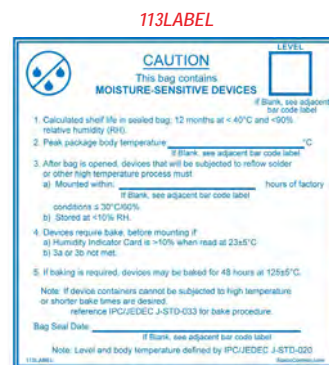 113LABEL
LEVEL
CAUTION
This bag contains
MOISTURE-SENSITIVE DEVICES
If Blank, see adjacent
bar code label
1. Calculated shelf life in sealed bag: 12 months at < 40°C and <90%
relative humidity (RH).
2. Peak package body temperature °C
If Blank, see adjacent bar code label
3. After bag is opened, devices that will be subjected to reflow solder
or other high temperature process must
a) Mounted within: hours of factory
If Blank, see adjacent bar code label
conditions ≤ 30°C/60%
b) Stored at <10% RH.
4. Devices require bake, before mounting if
a) Humidity Indicator Card is >10% when read at 23±5°C
b) 3a or 3b not met.
5. If baking is required, devices may be baked for 48 hours at 125±5°C.
Note: If device containers cannot be subjected to high temperature
or shorter bake times are desired.
reference IPC/JEDEC J-STD-033 for bake procedure.
Bag Seal Date
If Blank, see adjacent bar code label
Note: Level and body temperature defined by IPC/JEDEC J-STD-020
113LABEL